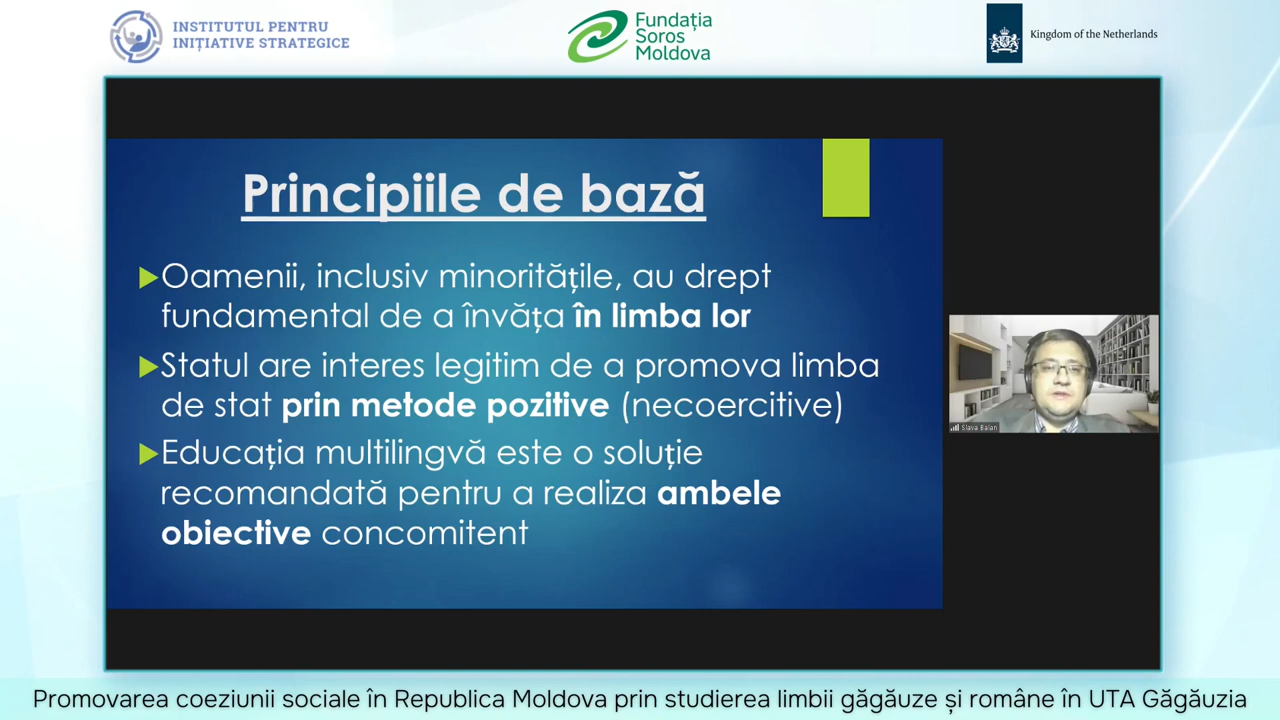 INSTITUTUL PENTRU
INIȚIATIVE STRATEGICE
Fundația
Soros
Moldova
Kingdom of the Netherlands
Principiile de bază
Oamenii, inclusiv minoritățile, au drept
fundamental de a învăța în limba lor
Statul are interes legitim de a promova limba
de stat prin metode pozitive (necoercitive)
Educația multilingvă este o soluție
recomandată pentru a realiza ambele
obiective concomitent
Slava Balan
Promovarea coeziunii sociale în Republica Moldova prin studierea limbii găgăuze și române în UTA Găgăuzia